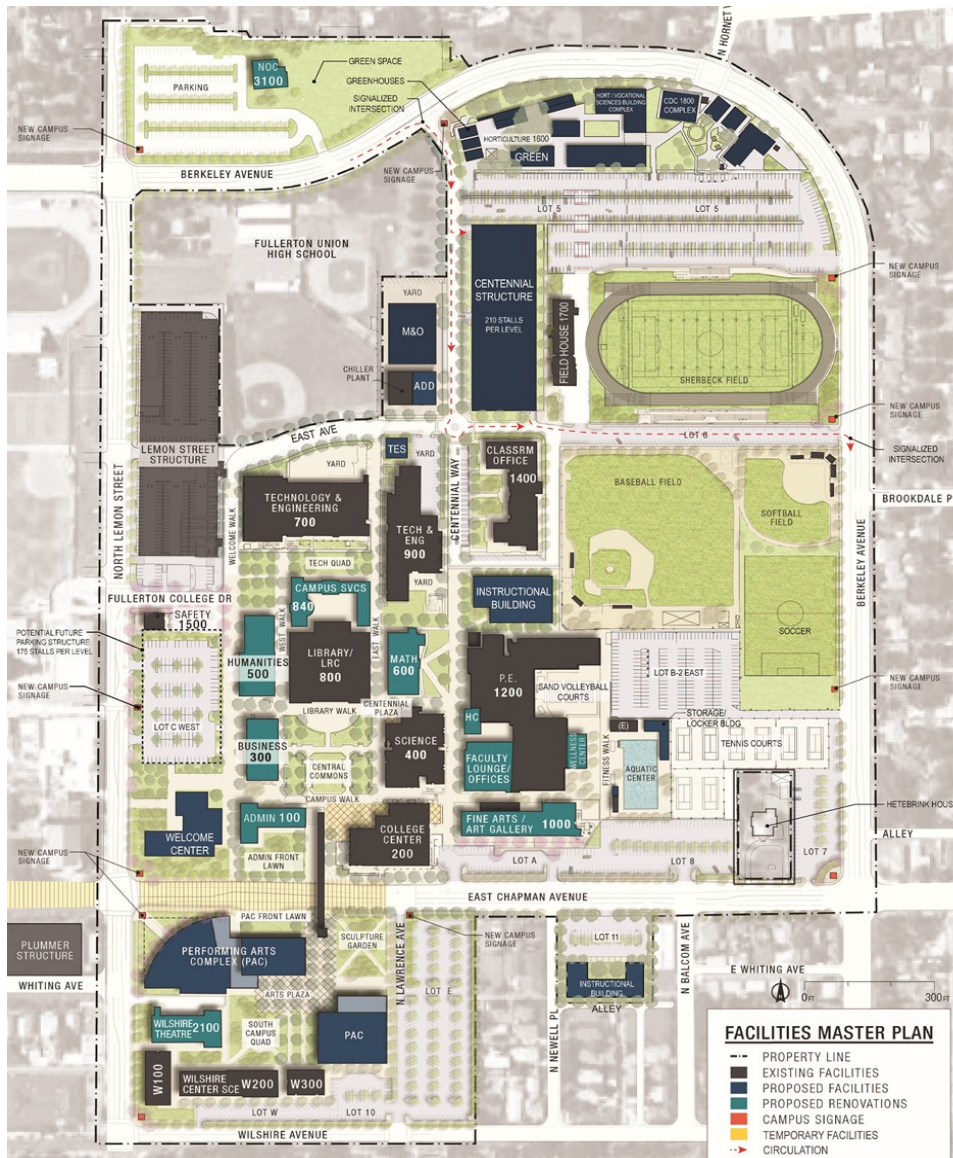 N HORNET
NOC
3100
GREEN SPACE
PARKING
GREENHOUSES
SIGNALIZED
INTERSECTION
HORT / VOCATIONAL
SCIENCES BUILDING
COMPLEX
CDC 1800
COMPLEX
NEW CAMPUS
SIGNAGE
HORTICULTURE 1600
GREEN
BERKELEY AVENUE
NEW CAMPUS
SIGNAGE
LOT 5
LOT 5
FULLERTON UNION
HIGH SCHOOL
NEW CAMPUS
SIGNAGE
CENTENNIAL
STRUCTURE
210 STALLS
PER LEVEL
YARD
M&O
FIELD HOUSE 1700
CHILLER
PLANT
ADD
SHERBECK FIELD
NEW CAMPUS
SIGNAGE
EAST AVE
LOT 6
LEMON STREET
STRUCTURE
TES
YARD
CLASSRM
OFFICE
1400
SIGNALIZED
INTERSECTION
YARD
CENTENNIAL WAY
BASEBALL FIELD
SOFTBALL
FIELD
BROOKDALE P
TECHNOLOGY &
ENGINEERING
700
NORTH LEMON STREET
WELCOME WALK
TECH &
ENG
900
BERKELEY AVENUE
TECH QUAD
YARD
FULLERTON COLLEGE DR
CAMPUS SVCS
840
INSTRUCTIONAL
BUILDING
SAFETY
1500
WEST WALK
EAST WALK
SOCCER
POTENTIAL FUTURE
PARKING STRUCTURE
175 STALLS PER LEVEL
HUMANITIES
500
LIBRARY/
LRC
800
MATH
600
P.E.
1200
LOT B-2 EAST
NEW CAMPUS
SIGNAGE
SAND VOLLEYBALL
COURTS
NEW CAMPUS
SIGNAGE
LIBRARY WALK
CENTENNIAL
PLAZA
LOT C WEST
HC
STORAGE/
LOCKER BLDG
(E)
BUSINESS
300
SCIENCE
400
WELLNESS
CENTER
FITNESS WALK
TENNIS COURTS
FACULTY
LOUNGE/
OFFICES
CENTRAL
COMMONS
AQUATIC
CENTER
CAMPUS WALK
HETEBRINK HOUS
WELCOME
CENTER
ADMIN 100
COLLEGE
CENTER
200
FINE ARTS /
ART GALLERY
1000
ALLEY
NEW CAMPUS
SIGNAGE
ADMIN FRONT
LAWN
LOT A
LOT 8
LOT 7
EAST CHAPMAN AVENUE
PAC FRONT LAWN
NEW CAMPUS
SIGNAGE
PLUMMER
STRUCTURE
SCULPTURE
GARDEN
LOT 11
PERFORMING ARTS
COMPLEX (PAC)
N LAWRENCE AVE
N BALCOM AVE
E WHITING AVE
WHITING AVE
LOT E
INSTRUCTIONAL
BUILDING
ARTS PLAZA
ALLEY
0 FT
300 FT
WILSHIRE
THEATRE
2100
SOUTH
CAMPUS
QUAD
PAC
N NEWELL PL
W100
WILSHIRE
CENTER SCE
W200
W300
LOT W
LOT 10
WILSHIRE AVENUE
FACILITIES MASTER PLAN
PROPERTY LINE
EXISTING FACILITIES
PROPOSED FACILITIES
PROPOSED RENOVATIONS
CAMPUS SIGNAGE
TEMPORARY FACILITIES
CIRCULATION